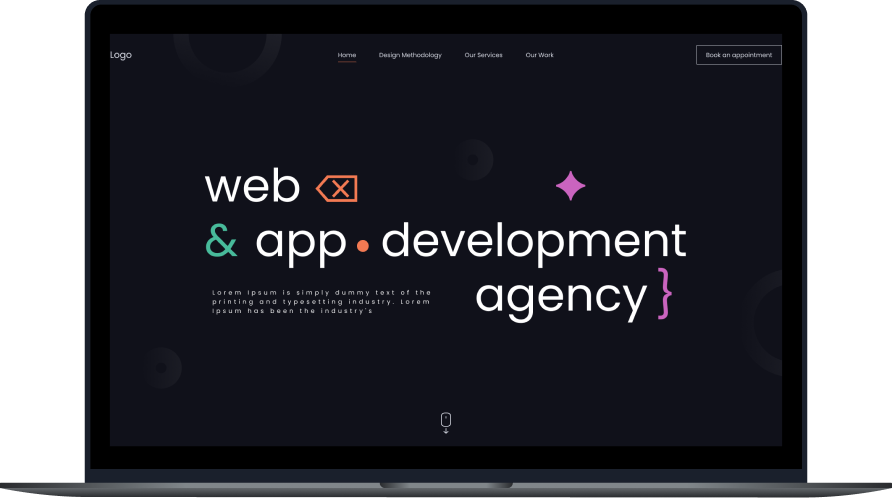 Logo
Home Design Methodology Our Services Our Work
Book an appointment
web
& app • development
agency }
Lorem Ipsum is simply dummy text of the
printing and typesetting industry. Lorem
Ipsum has been the industry's